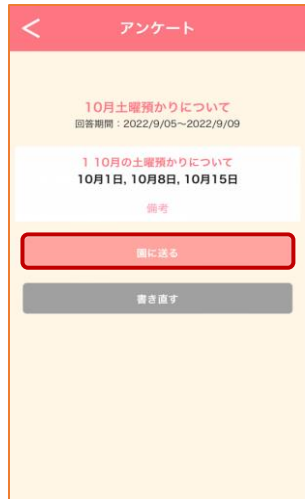 アンケート
10月土曜預かりについて
回答期間：2022/9/05～2022/9/09
1 10月の土曜預かりについて
10月1日, 10月8日, 10月15日
備考
園に送る
書き直す